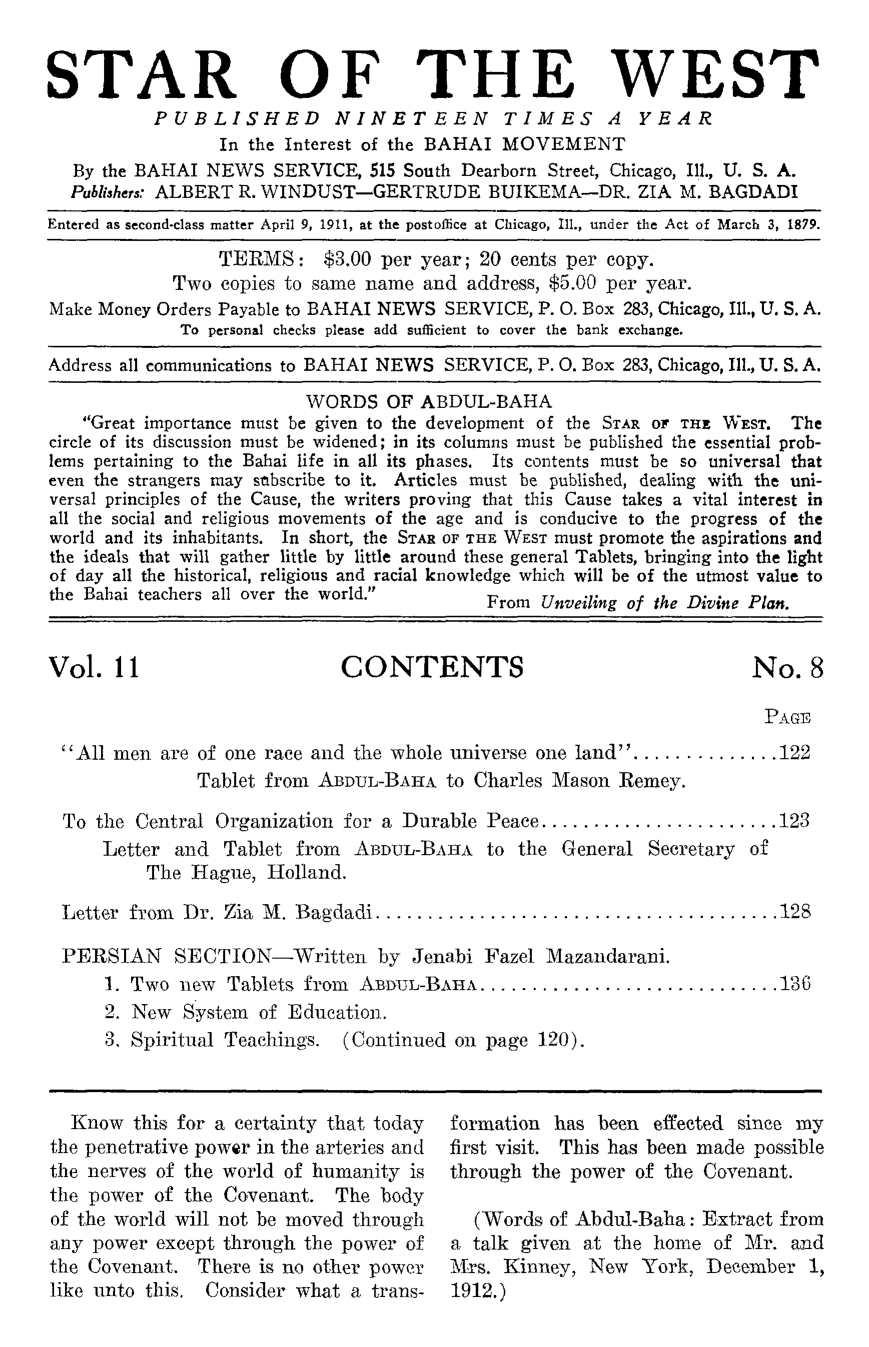 STAR OF THE WEST
PUBLISHED NINETEEN TIMES A YEAR
In the Interest of the BAHAI MOVEMENT
By the BAHAI NEWS SERVICE, 515 South Dearborn Street, Chicago, Ill., U. S. A.
Publishers: ALBERT R. WINDUST—GERTRUDE BUIKEMA—DR. ZIA M. BAGDADI
Entered as second-class matter April 9, 1911, at the postoffice at Chicago, Ill., under the Act of March 3, 1879.
TERMS: $3.00 per year; 20 cents per copy.
Two copies to same name and address, $5.00 per year.
Make Money Orders Payable to BAHAI NEWS SERVICE, P. O. Box 283, Chicago, Ill., U. S. A.
To personal checks please add sufficient to cover the bank exchange.
Address all communications to BAHAI NEWS SERVICE, P. O. Box 283, Chicago, Ill., U. S. A.
WORDS OF ABDUL-BAHA
"Great importance must be given to the development of the STAR OF THE WEST. The
circle of its discussion must be widened; in its columns must be published the essential prob-
lems pertaining to the Bahai life in all its phases. Its contents must be so universal that
even the strangers may subscribe to it. Articles must be published, dealing with the uni-
versal principles of the Cause, the writers proving that this Cause takes a vital interest in
all the social and religious movements of the age and is conducive to the progress of the
world and its inhabitants. In short, the STAR OF THE WEST must promote the aspirations and
the ideals that will gather little by little around these general Tablets, bringing into the light
of day all the historical, religious and racial knowledge which will be of the utmost value to
the Bahai teachers all over the world."
From Unveiling of the Divine Plan.
Vol. 11 CONTENTS No. 8
PAGE
"All men are of one race and the whole universe one land"..............122
Tablet from ABDUL-BAHA to Charles Mason Remey.
To the Central Organization for a Durable Peace.......................123
Letter and Tablet from ABDUL-BAHA to the General Secretary of
The Hague, Holland.
Letter from Dr. Zia M. Bagdadi.......................................128
PERSIAN SECTION—Written by Jenabi Fazel Mazandarani.
1. Two new Tablets from ABDUL-BAHA.............................136
2. New System of Education.
3. Spiritual Teachings. (Continued on page 120).
Know this for a certainty that today
the penetrative power in the arteries and
the nerves of the world of humanity is
the power of the Covenant. The body
of the world will not be moved through
any power except through the power of
the Covenant. There is no other power
like unto this. Consider what a trans-
formation has been effected since my
first visit. This has been made possible
through the power of the Covenant.
(Words of Abdul-Baha: Extract from
a talk given at the home of Mr. and
Mrs. Kinney, New York, December 1,
1912.)